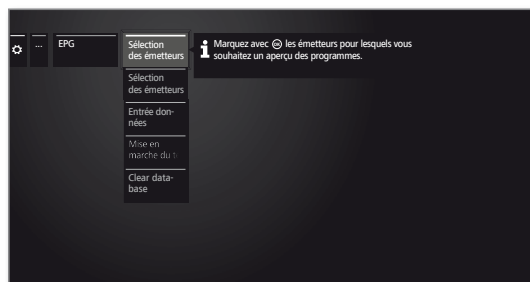 ... EPG Sélection
des émetteurs
Marquez avec OK les émetteurs pour lesquels vous
souhaitez un aperçu des programmes.
Sélection
des émetteurs
Entrée don-
nées
Mise en
marche du t
Clear data-
base